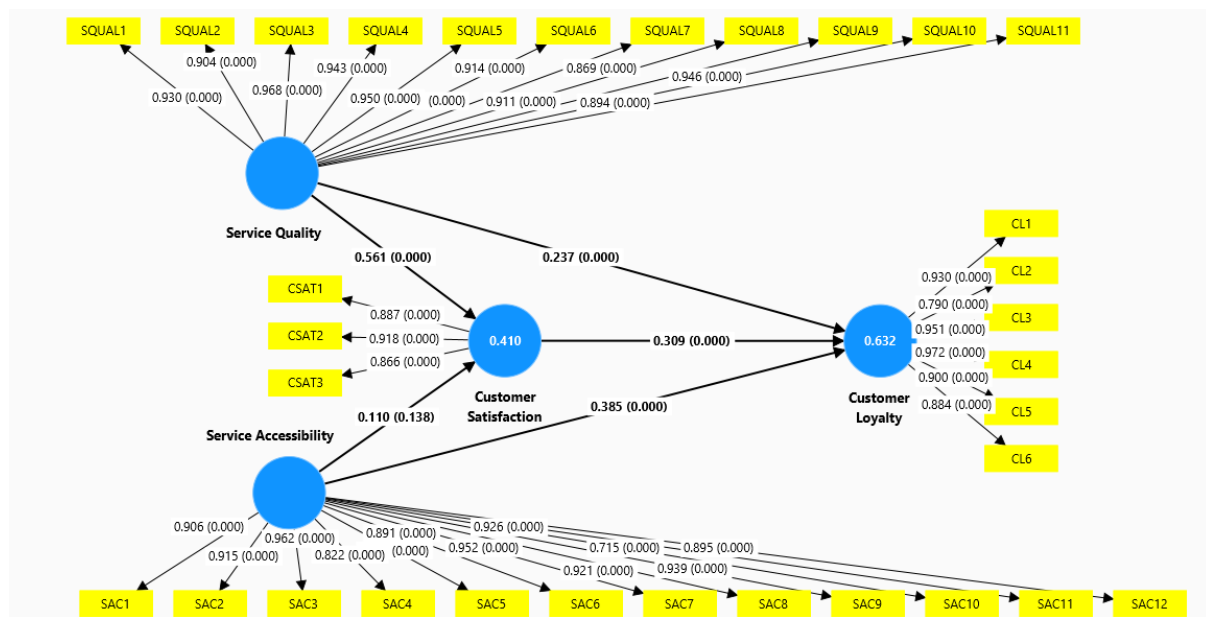 SQUAL1 SQUAL2 SQUAL3 SQUAL4 SQUAL5 SQUAL6 SQUAL7 SQUAL8 SQUAL9 SQUAL10 SQUAL11
0.904 (0.000)
0.943 (0.000)
0.914 (0.000)
0.869 (0.000)
0.946 (0.000)
0.930 (0.000)
0.968 (0.000)
0.950 (0.000)
(0.000)
0.911 (0.000)
0.894 (0.000)
Service Quality
0.561 (0.000)
0.237 (0.000)
CL1
CL2
CL3
CL4
CL5
CL6
0.930 (0.000)
0.790 (0.000)
0.951 (0.000)
0.972 (0.000)
0.900 (0.000)
0.884 (0.000)
CSAT1
CSAT2
CSAT3
0.887 (0.000)
0.918 (0.000)
0.866 (0.000)
0.410
0.309 (0.000)
0.632
Customer
Satisfaction
Customer
Loyalty
0.110 (0.138)
0.385 (0.000)
Service Accessibility
0.906 (0.000)
0.915 (0.000)
0.962 (0.000)
0.822 (0.000)
0.891 (0.000)
(0.000)
0.952 (0.000)
0.926 (0.000)
0.921 (0.000)
0.715 (0.000)
0.939 (0.000)
0.895 (0.000)
SAC1 SAC2 SAC3 SAC4 SAC5 SAC6 SAC7 SAC8 SAC9 SAC10 SAC11 SAC12